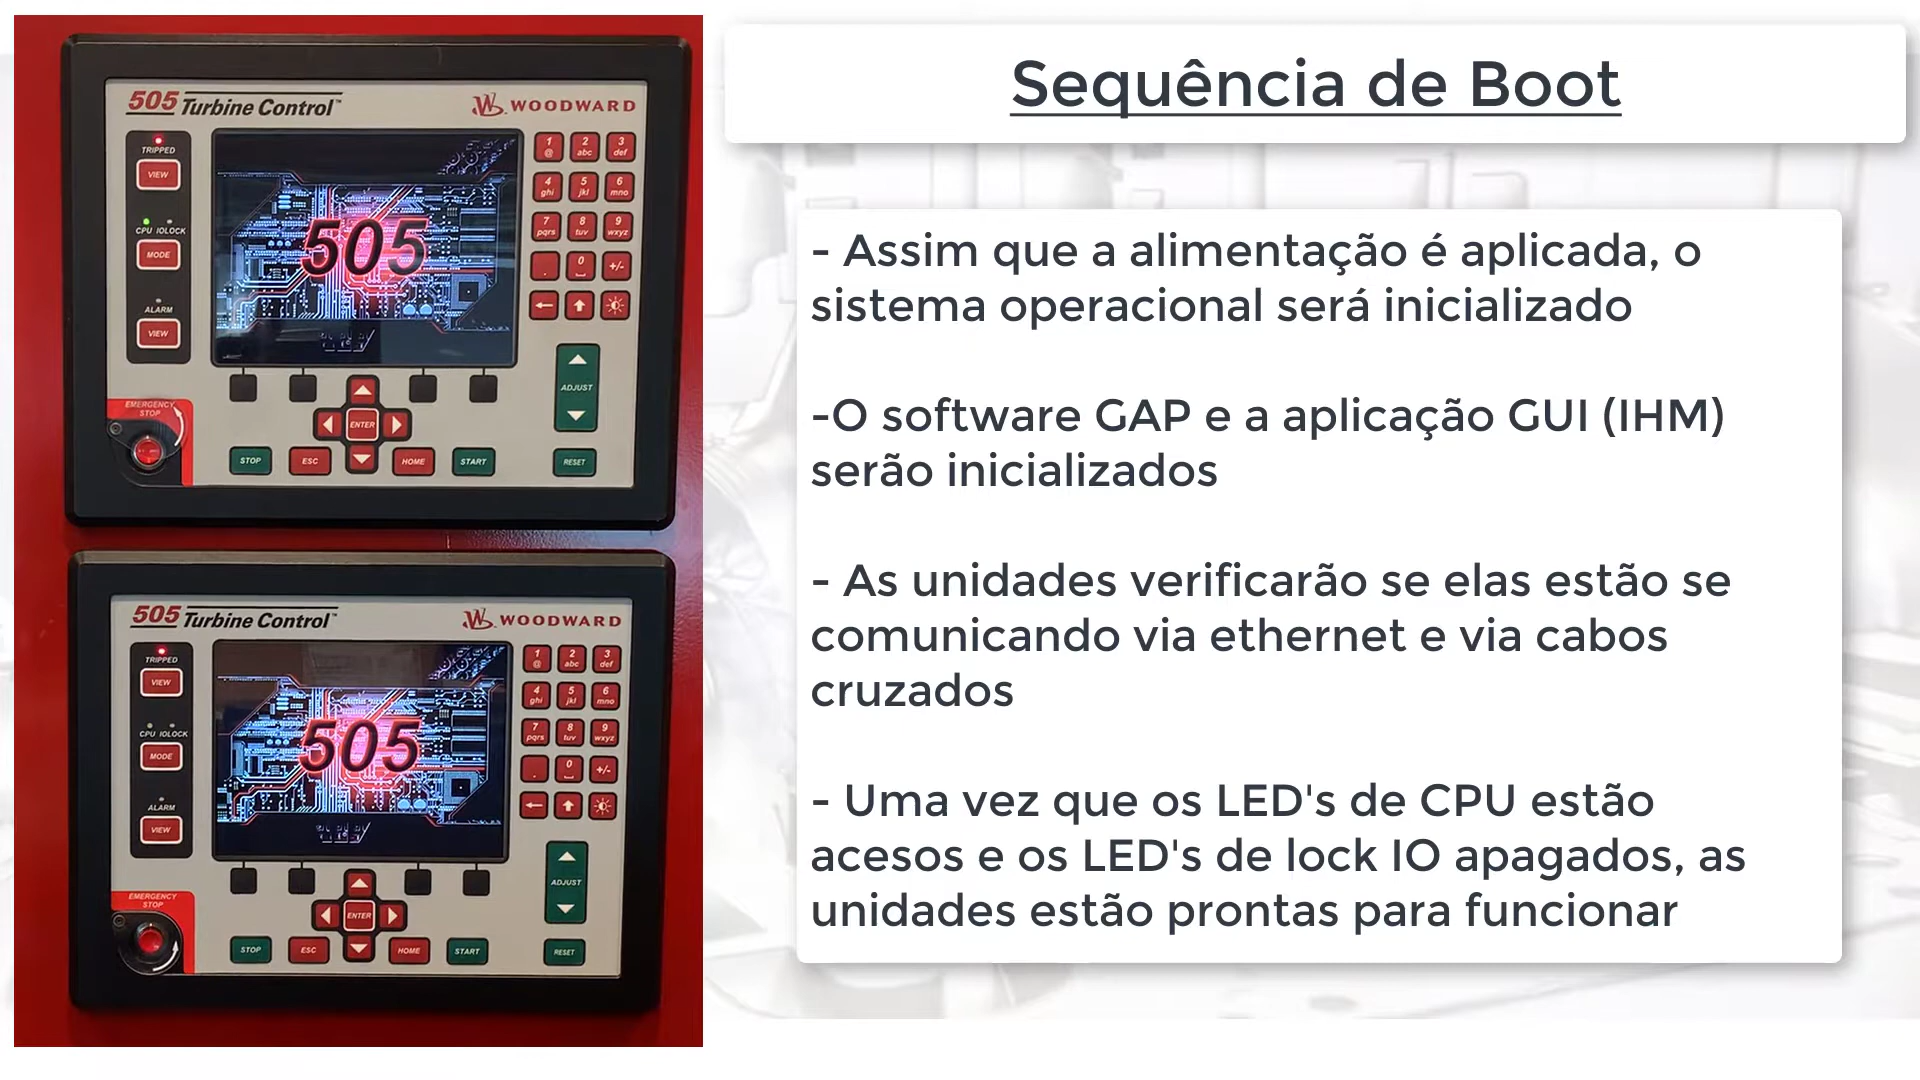 Sequência de Boot
- Assim que a alimentação é aplicada, o
sistema operacional será inicializado
-O software GAP e a aplicação GUI (IHM)
serão inicializados
- As unidades verificarão se elas estão se
comunicando via ethernet e via cabos
cruzados
- Uma vez que os LED's de CPU estão
acesos e os LED's de lock IO apagados, as
unidades estão prontas para funcionar
505 Turbine Control™
W WOODWARD
TRIPPED
VIEW
CPU IOLOCK
MODE
ALARM
VIEW
EMERGENCY
STOP
505
1 @ 2 abc 3 def
4 ghi 5 jkl 6 mno
7 pqrs 8 tuv 9 wxyz
. 0 +/-
ADJUST
ENTER
STOP ESC HOME START RESET
505 Turbine Control™
W WOODWARD
TRIPPED
VIEW
CPU IOLOCK
MODE
ALARM
VIEW
EMERGENCY
STOP
505
1 @ 2 abc 3 def
4 ghi 5 jkl 6 mno
7 pqrs 8 tuv 9 wxyz
. 0 +/-
ADJUST
ENTER
STOP ESC HOME START RESET